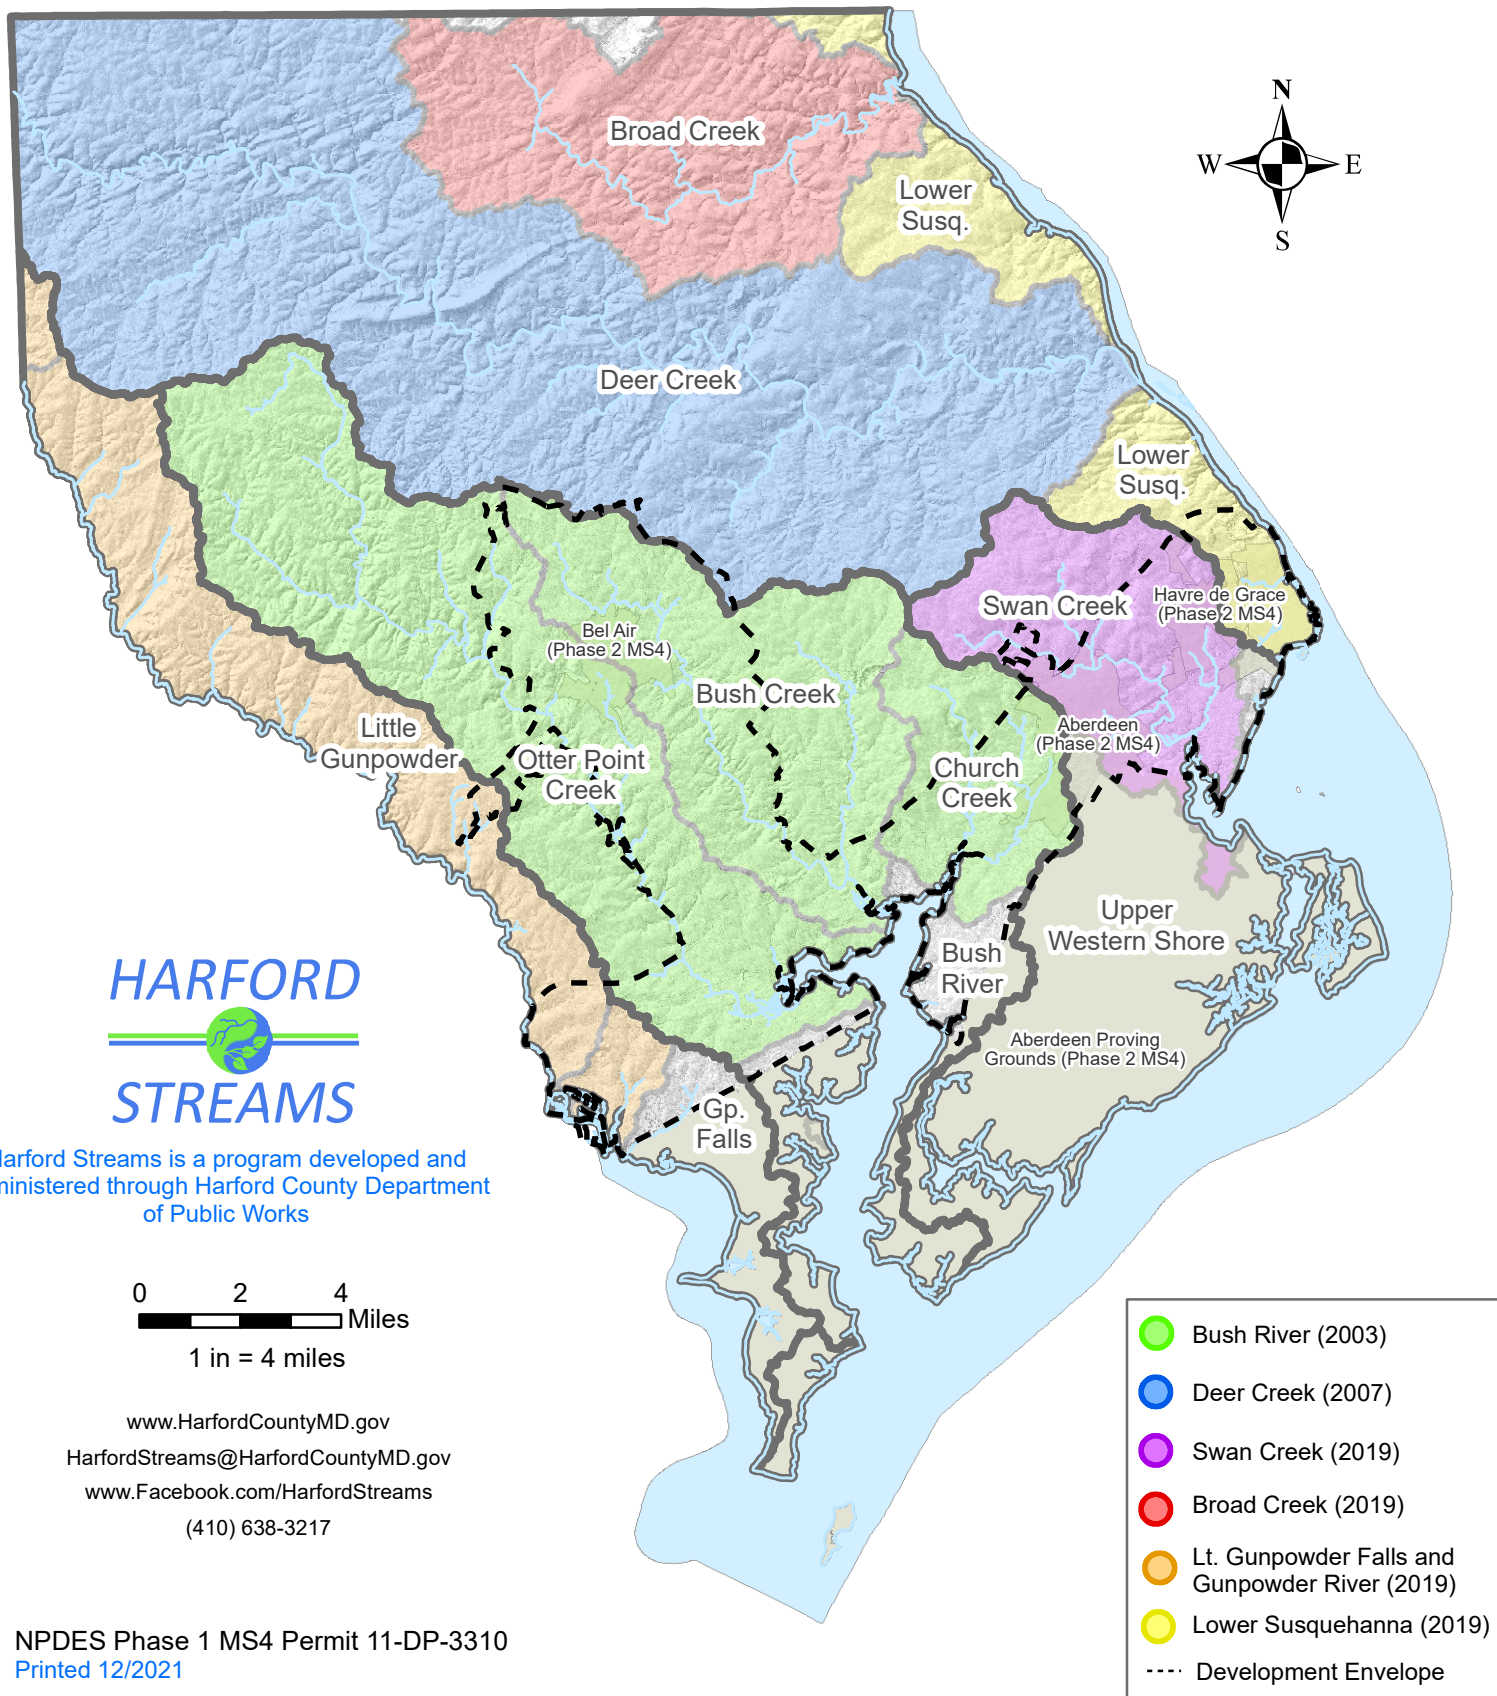 N
W
E
S
Broad Creek
Lower
Susq.
Deer Creek
Lower
Susq.
Swan Creek
Havre de Grace
(Phase 2 MS4)
Bel Air
(Phase 2 MS4)
Bush Creek
Little
Gunpowder
Aberdeen
(Phase 2 MS4)
Otter Point
Creek
Church
Creek
Upper
Western Shore
Bush
River
Aberdeen Proving
Grounds (Phase 2 MS4)
Gp.
Falls
HARFORD
STREAMS
arford Streams is a program developed and
ministered through Harford County Department
of Public Works
0 2 4
Miles
1 in = 4 miles
www.HarfordCountyMD.gov
HarfordStreams@HarfordCountyMD.gov
www.Facebook.com/HarfordStreams
(410) 638-3217
NPDES Phase 1 MS4 Permit 11-DP-3310
Printed 12/2021
Bush River (2003)
Deer Creek (2007)
Swan Creek (2019)
Broad Creek (2019)
Lt. Gunpowder Falls and
Gunpowder River (2019)
Lower Susquehanna (2019)
Development Envelope